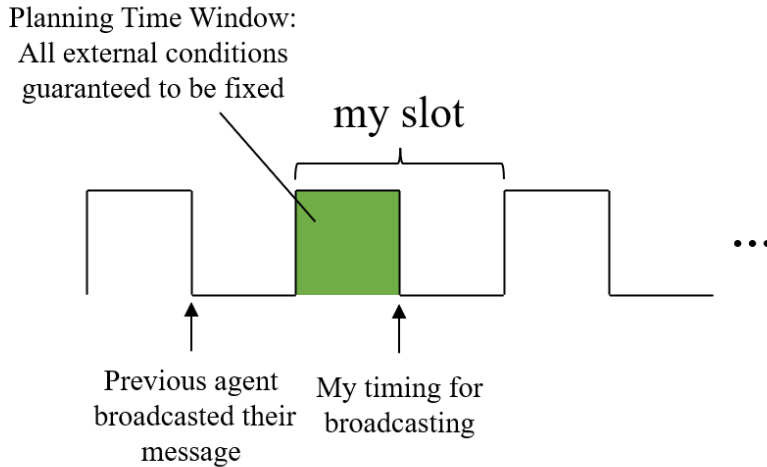 Planning Time Window:
All external conditions
guaranteed to be fixed
my slot
...
Previous agent
broadcasted their
message
My timing for
broadcasting